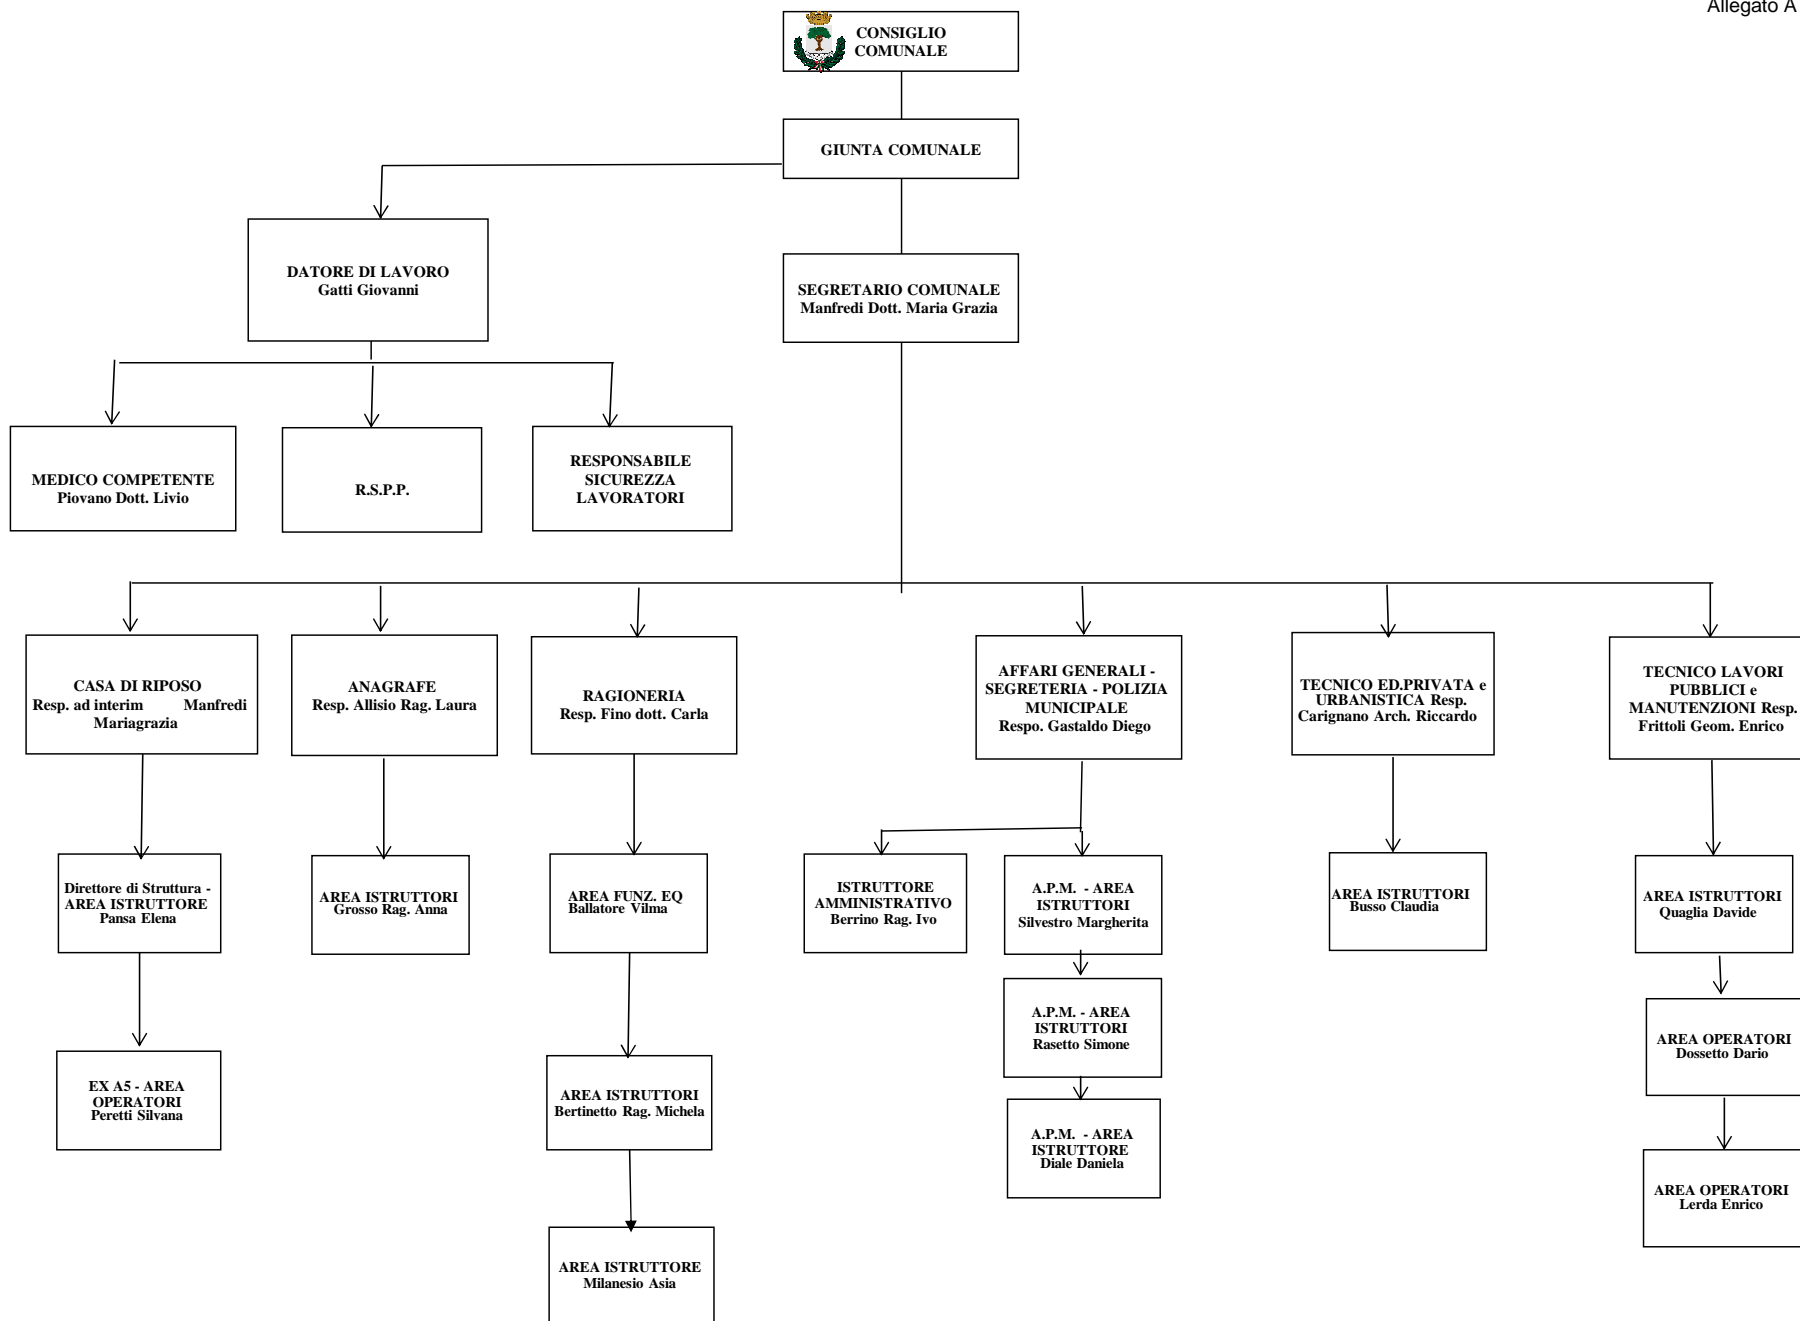 Allegato A
CONSIGLIO
COMUNALE
GIUNTA COMUNALE
DATORE DI LAVORO
Gatti Giovanni
SEGRETARIO COMUNALE
Manfredi Dott. Maria Grazia
MEDICO COMPETENTE
Piovano Dott. Livio
R.S.P.P.
RESPONSABILE
SICUREZZA
LAVORATORI
CASA DI RIPOSO
Resp. ad interim Manfredi
Mariagrazia
ANAGRAFE
Resp. Allisio Rag. Laura
RAGIONERIA
Resp. Fino dott. Carla
AFFARI GENERALI -
SEGRETERIA - POLIZIA
MUNICIPALE
Respo. Gastaldo Diego
TECNICO ED.PRIVATA e
URBANISTICA Resp.
Carignano Arch. Riccardo
TECNICO LAVORI
PUBBLICI e
MANUTENZIONI Resp.
Frittoli Geom. Enrico
Direttore di Struttura -
AREA ISTRUTTORE
Pansa Elena
AREA ISTRUTTORI
Grosso Rag. Anna
AREA FUNZ. EQ
Ballatore Vilma
ISTRUTTORE
AMMINISTRATIVO
Berrino Rag. Ivo
A.P.M. - AREA
ISTRUTTORI
Silvestro Margherita
AREA ISTRUTTORI
Busso Claudia
AREA ISTRUTTORI
Quaglia Davide
A.P.M. - AREA
ISTRUTTORI
Rasetto Simone
AREA OPERATORI
Dossetto Dario
EX A5 - AREA
OPERATORI
Peretti Silvana
AREA ISTRUTTORI
Bertinetto Rag. Michela
A.P.M. - AREA
ISTRUTTORE
Diale Daniela
AREA OPERATORI
Lerda Enrico
AREA ISTRUTTORE
Milanesio Asia